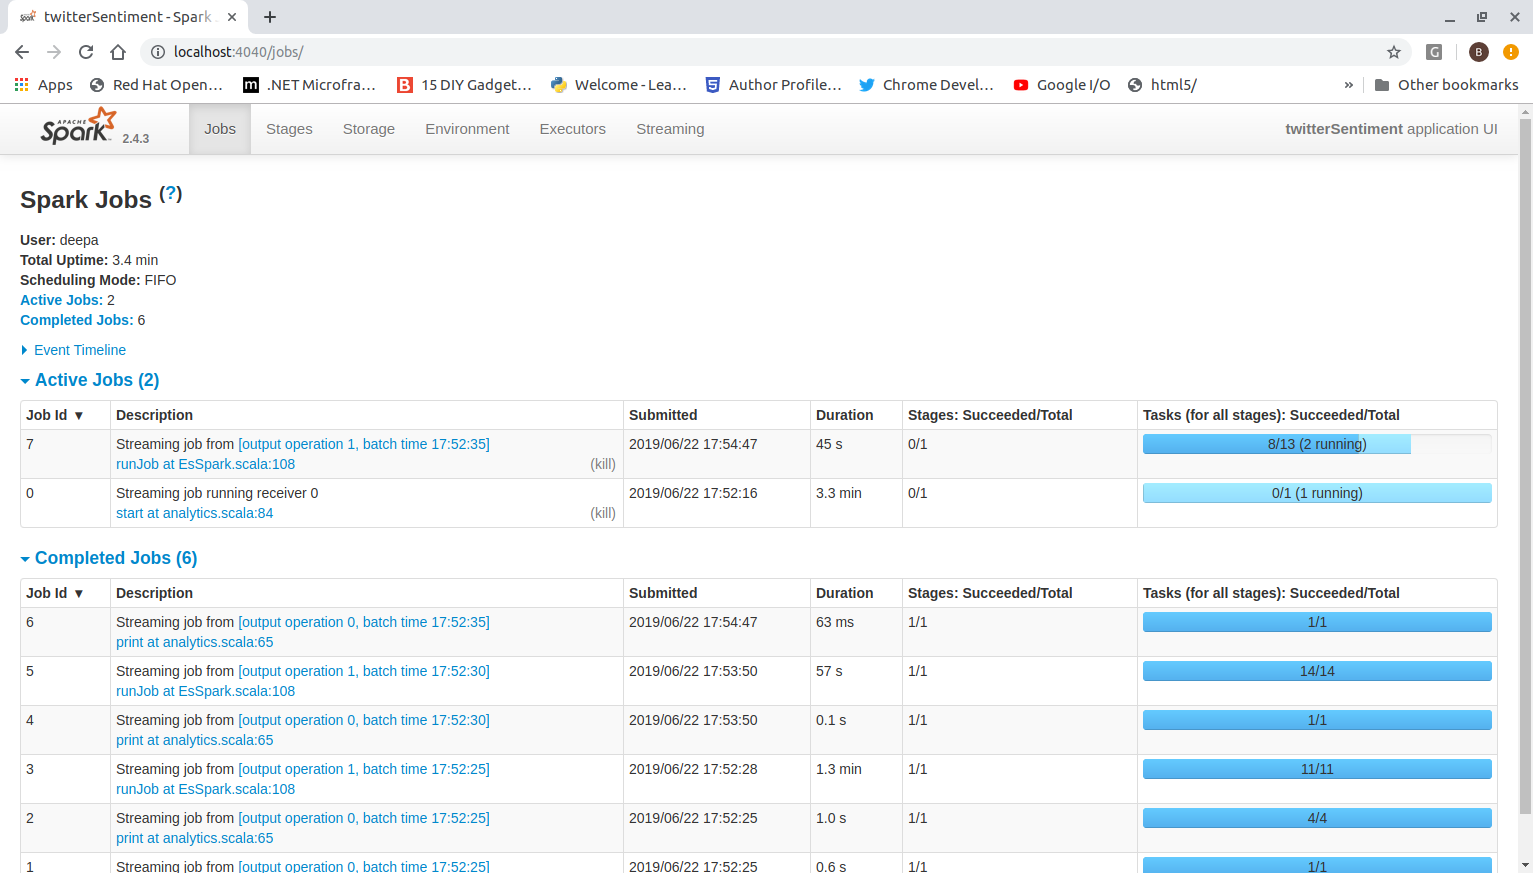 twitterSentiment - Spark
localhost:4040/jobs/
G
B
Apps
Red Hat Open...
m
.NET Microfra...
B
15 DIY Gadget...
Welcome - Lea...
5
Author Profile...
Chrome Devel...
Google I/O
html5/
»
Other bookmarks
APACHE
Spark
2.4.3
Jobs
Stages
Storage
Environment
Executors
Streaming
twitterSentiment application UI
Spark Jobs (?)
User: deepa
Total Uptime: 3.4 min
Scheduling Mode: FIFO
Active Jobs: 2
Completed Jobs: 6
Event Timeline
Active Jobs (2)
Job Id ▼ Description Submitted Duration Stages: Succeeded/Total Tasks (for all stages): Succeeded/Total
7 Streaming job from [output operation 1, batch time 17:52:35] 2019/06/22 17:54:47 45 s 0/1 8/13 (2 running)
runJob at EsSpark.scala:108 (kill)
0 Streaming job running receiver 0 2019/06/22 17:52:16 3.3 min 0/1 0/1 (1 running)
start at analytics.scala:84 (kill)
Completed Jobs (6)
Job Id ▼ Description Submitted Duration Stages: Succeeded/Total Tasks (for all stages): Succeeded/Total
6 Streaming job from [output operation 0, batch time 17:52:35] 2019/06/22 17:54:47 63 ms 1/1 1/1
print at analytics.scala:65
5 Streaming job from [output operation 1, batch time 17:52:30] 2019/06/22 17:53:50 57 s 1/1 14/14
runJob at EsSpark.scala:108
4 Streaming job from [output operation 0, batch time 17:52:30] 2019/06/22 17:53:50 0.1 s 1/1 1/1
print at analytics.scala:65
3 Streaming job from [output operation 1, batch time 17:52:25] 2019/06/22 17:52:28 1.3 min 1/1 11/11
runJob at EsSpark.scala:108
2 Streaming job from [output operation 0, batch time 17:52:25] 2019/06/22 17:52:25 1.0 s 1/1 4/4
print at analytics.scala:65
1 Streaming job from [output operation 0, batch time 17:52:25] 2019/06/22 17:52:25 0.6 s 1/1 1/1